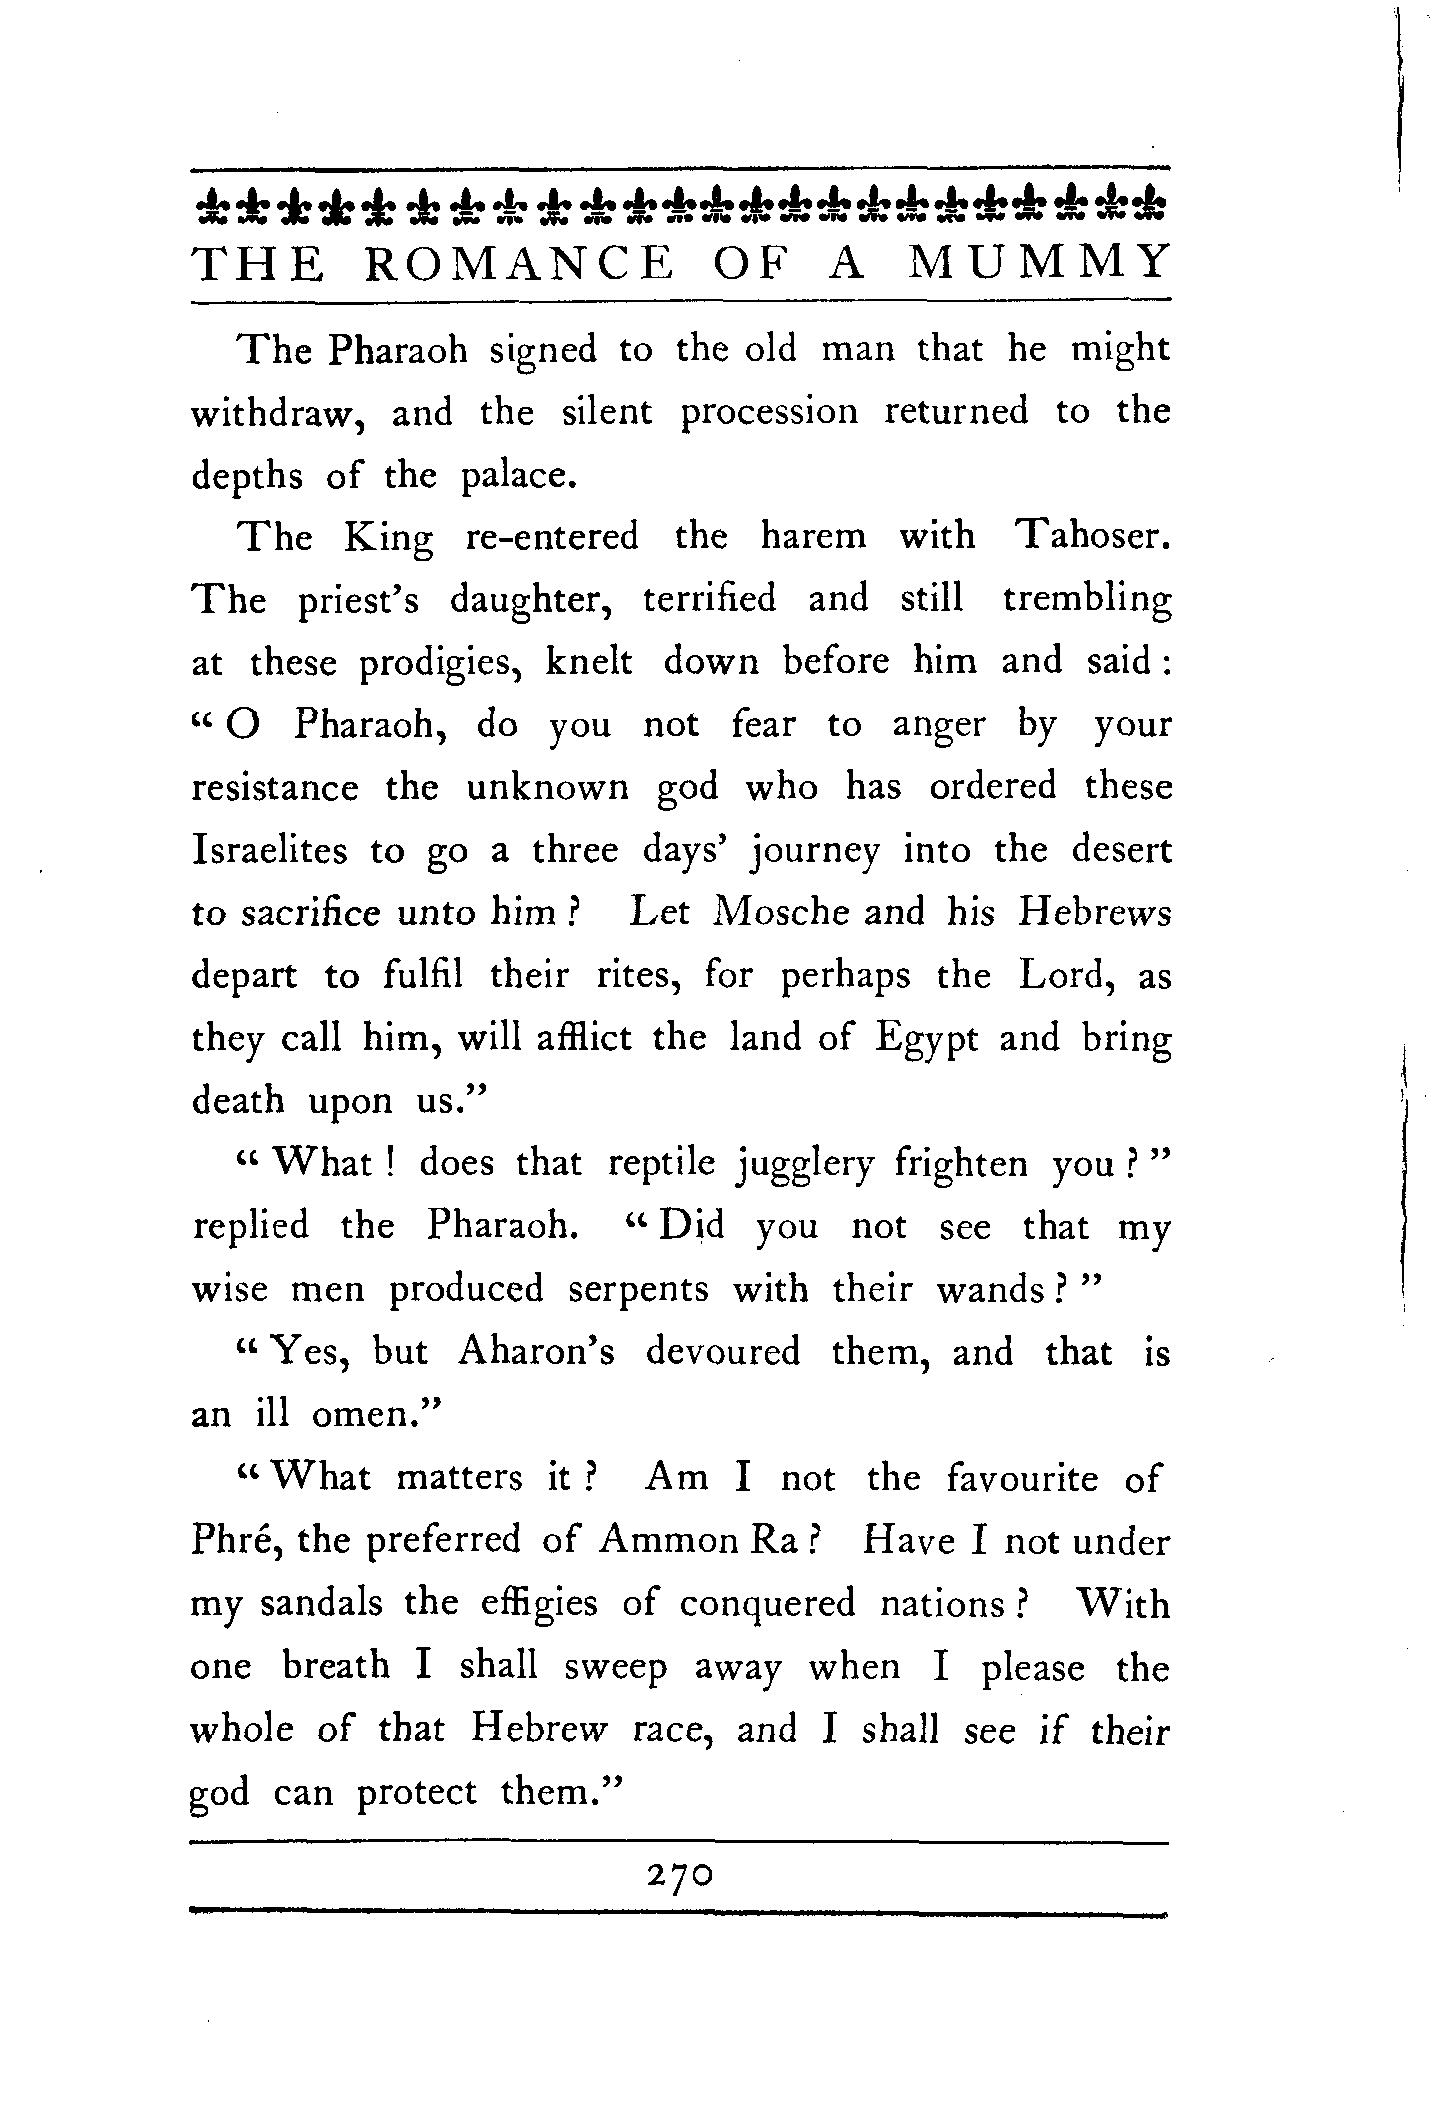 THE ROMANCE OF A MUMMY
The Pharaoh signed to the old man that he might
withdraw, and the silent procession returned to the
depths of the palace.
The King re-entered the harem with Tahoser.
The priest's daughter, terrified and still trembling
at these prodigies, knelt down before him and said :
“ O Pharaoh, do you not fear to anger by your
resistance the unknown god who has ordered these
Israelites to go a three days' journey into the desert
to sacrifice unto him ? Let Mosche and his Hebrews
depart to fulfil their rites, for perhaps the Lord, as
they call him, will afflict the land of Egypt and bring
death upon us.”
“ What ! does that reptile jugglery frighten you ? ”
replied the Pharaoh. “ Did you not see that my
wise men produced serpents with their wands ? ”
“ Yes, but Aharon's devoured them, and that is
an ill omen.”
“ What matters it ? Am I not the favourite of
Phré, the preferred of Ammon Ra ? Have I not under
my sandals the effigies of conquered nations ? With
one breath I shall sweep away when I please the
whole of that Hebrew race, and I shall see if their
god can protect them.”
270